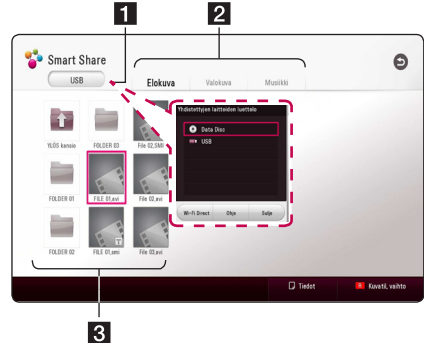 1
2
Smart Share
USB
Elokuva
Valokuva
Musiikki
Yhdistettyjen laitteiden luettelo
Data Disc
USB
Wi-Fi Direct
Ohje
Sulje
YLÖS kansio
FOLDER 03
File 02,SMI
FOLDER 01
FILE 01,avi
File 02,avi
FOLDER 02
FILE 01,smi
File 03,avi
Tiedot
R
Kuvatil, vaihto
3